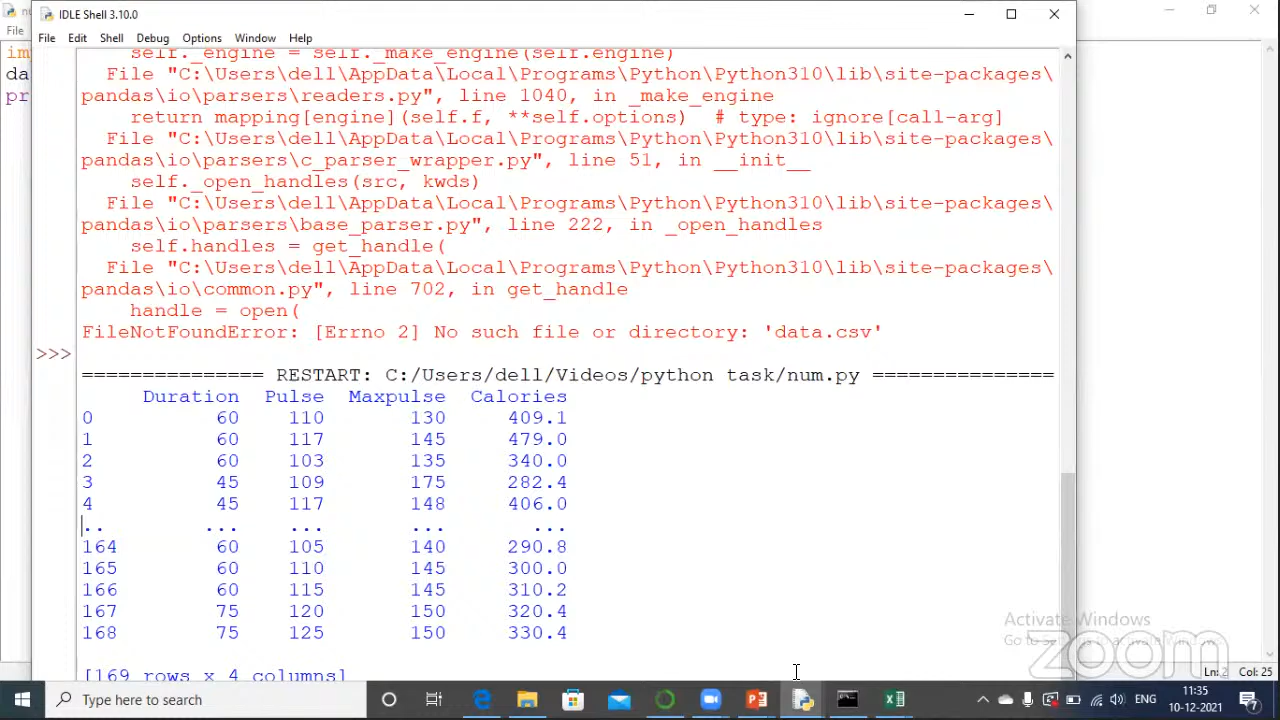 IDLE Shell 3.10.0
File Edit Shell Debug Options Window Help
File
im
da
pr
self._engine = self._make_engine(self.engine)
File "C:\Users\dell\AppData\Local\Programs\Python\Python310\lib\site-packages\
pandas\io\parsers\readers.py", line 1040, in _make_engine
return mapping[engine](self.f, **self.options)  # type: ignore[call-arg]
File "C:\Users\dell\AppData\Local\Programs\Python\Python310\lib\site-packages\
pandas\io\parsers\c_parser_wrapper.py", line 51, in __init__
self._open_handles(src, kwds)
File "C:\Users\dell\AppData\Local\Programs\Python\Python310\lib\site-packages\
pandas\io\parsers\base_parser.py", line 222, in _open_handles
self.handles = get_handle(
File "C:\Users\dell\AppData\Local\Programs\Python\Python310\lib\site-packages\
pandas\io\common.py", line 702, in get_handle
handle = open(
FileNotFoundError: [Errno 2] No such file or directory: 'data.csv'
>>>
=============== RESTART: C:/Users/dell/Videos/python task/num.py ===============
Duration Pulse Maxpulse Calories
0 60 110 130 409.1
1 60 117 145 479.0
2 60 103 135 340.0
3 45 109 175 282.4
4 45 117 148 406.0
.. ... ... ... ...
164 60 105 140 290.8
165 60 110 145 300.0
166 60 115 145 310.2
167 75 120 150 320.4
168 75 125 150 330.4
[169 rows x 4 columns]
Activate Windows
zoom
Ln: 2 Col: 25
Type here to search
ENG
11:35
10-12-2021
7